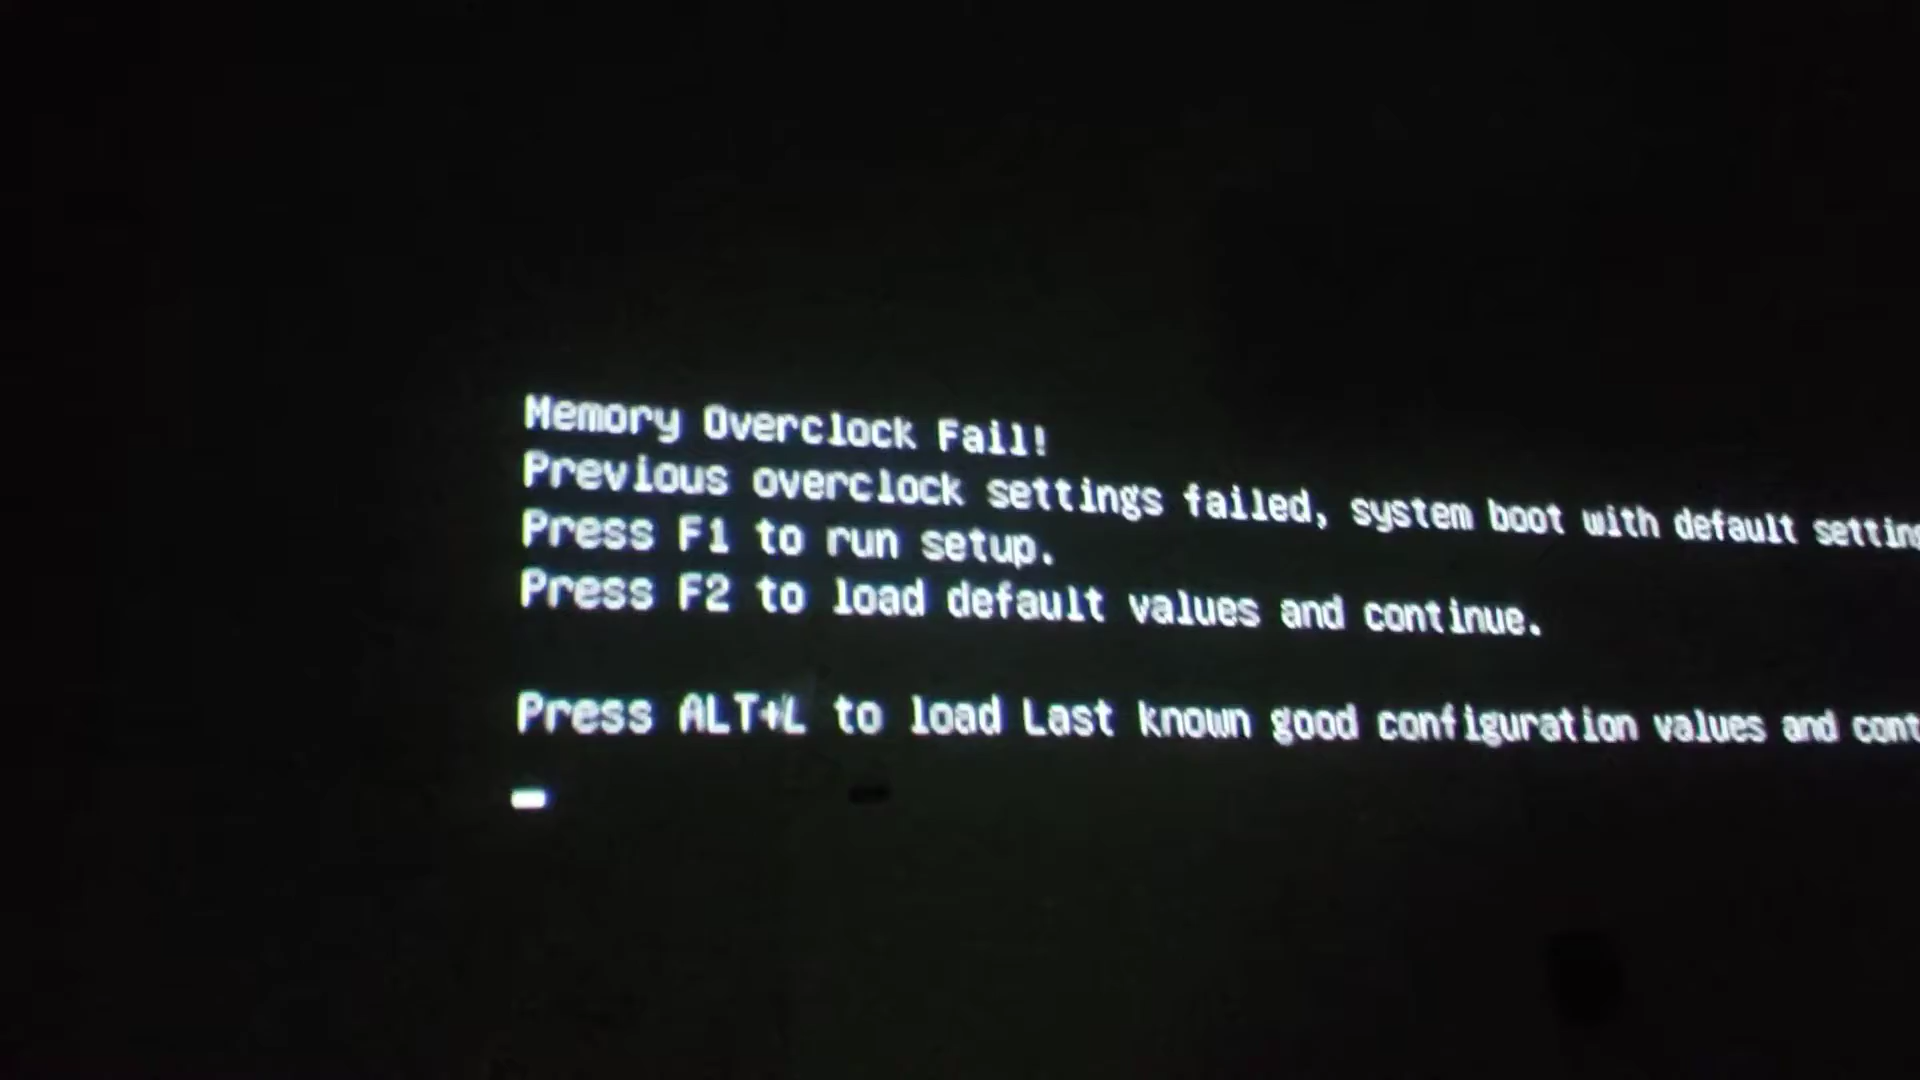 Memory Overclock Fail!
Previous overclock settings failed, system boot with default
Press F1 to run setup.
Press F2 to load default values and continue.
Press ALT+L to load Last known good configuration values and